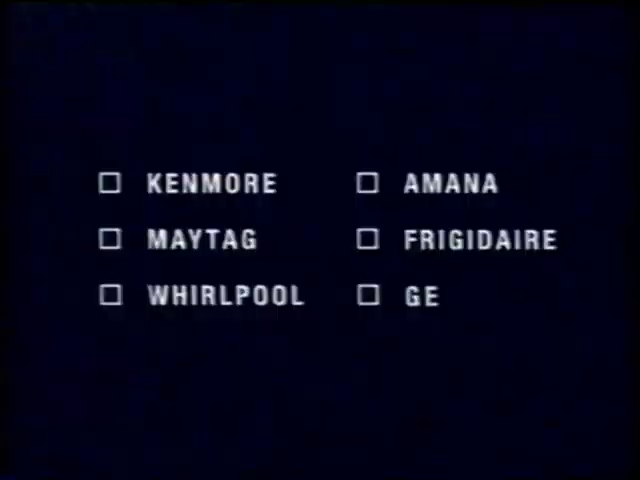 KENMORE
MAYTAG
WHIRLPOOL
AMANA
FRIGIDAIRE
GE